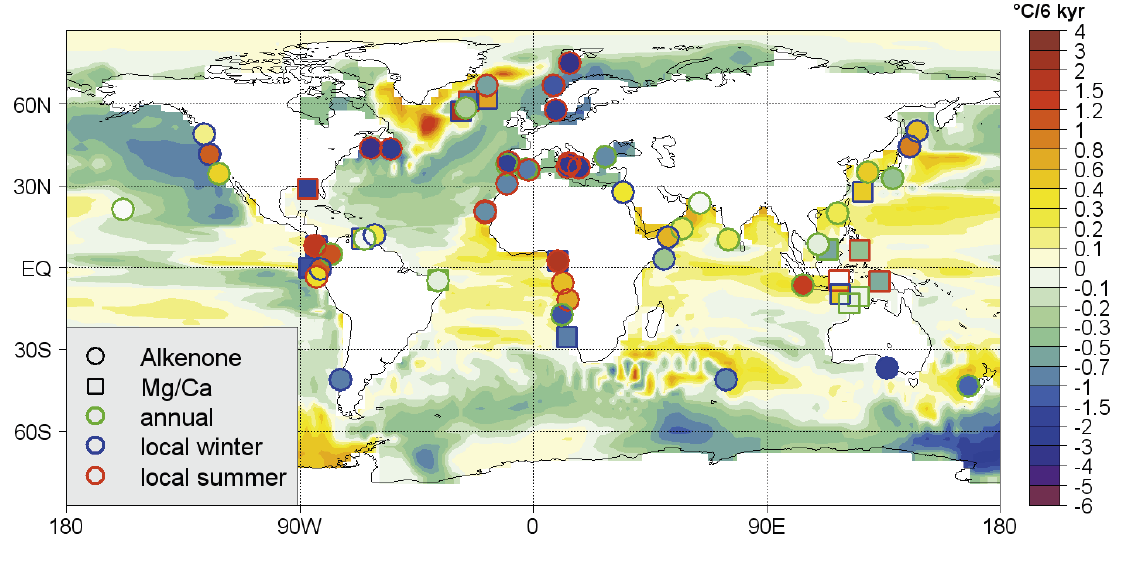 °C/6 kyr
60N
30N
EQ
30S
60S
180
90W
0
90E
180
Alkenone
Mg/Ca
annual
local winter
local summer
4
3
2
1.5
1.2
1
0.8
0.6
0.4
0.3
0.2
0.1
0
-0.1
-0.2
-0.3
-0.5
-0.7
-1
-1.5
-2
-3
-4
-5
-6